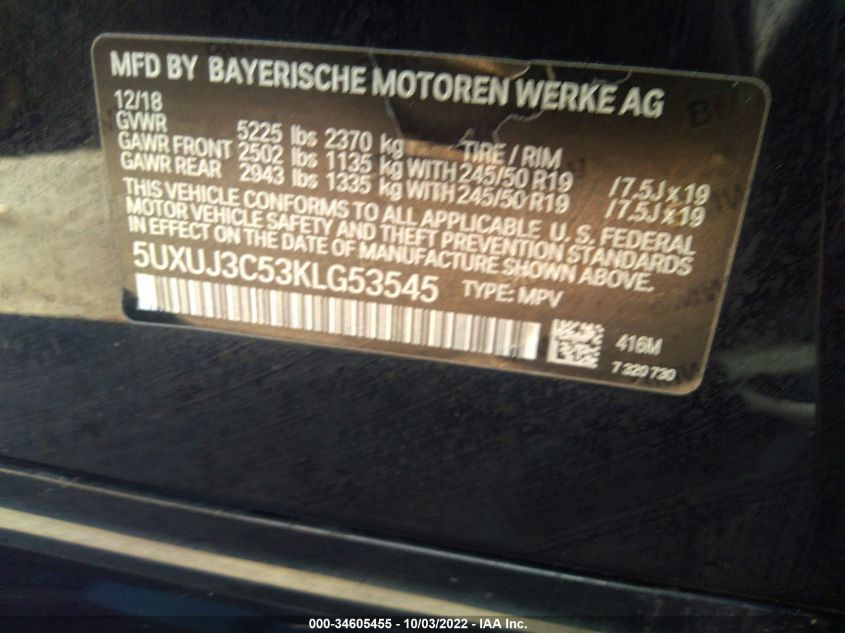 MFD BY BAYERISCHE MOTOREN WERKE AG
12/18
GVWR 5225 lbs 2370 kg TIRE / RIM
GAWR FRONT 2502 lbs 1135 kg WITH 245/50 R19 /7.5J x 19
GAWR REAR 2943 lbs 1335 kg WITH 245/50 R19 /7.5J x 19
THIS VEHICLE CONFORMS TO ALL APPLICABLE U. S. FEDERAL
MOTOR VEHICLE SAFETY AND THEFT PREVENTION STANDARDS
IN EFFECT ON THE DATE OF MANUFACTURE SHOWN ABOVE.
5UXUJ3C53KLG53545 TYPE: MPV
416M
7 320 730
000-34605455 - 10/03/2022 - IAA Inc.